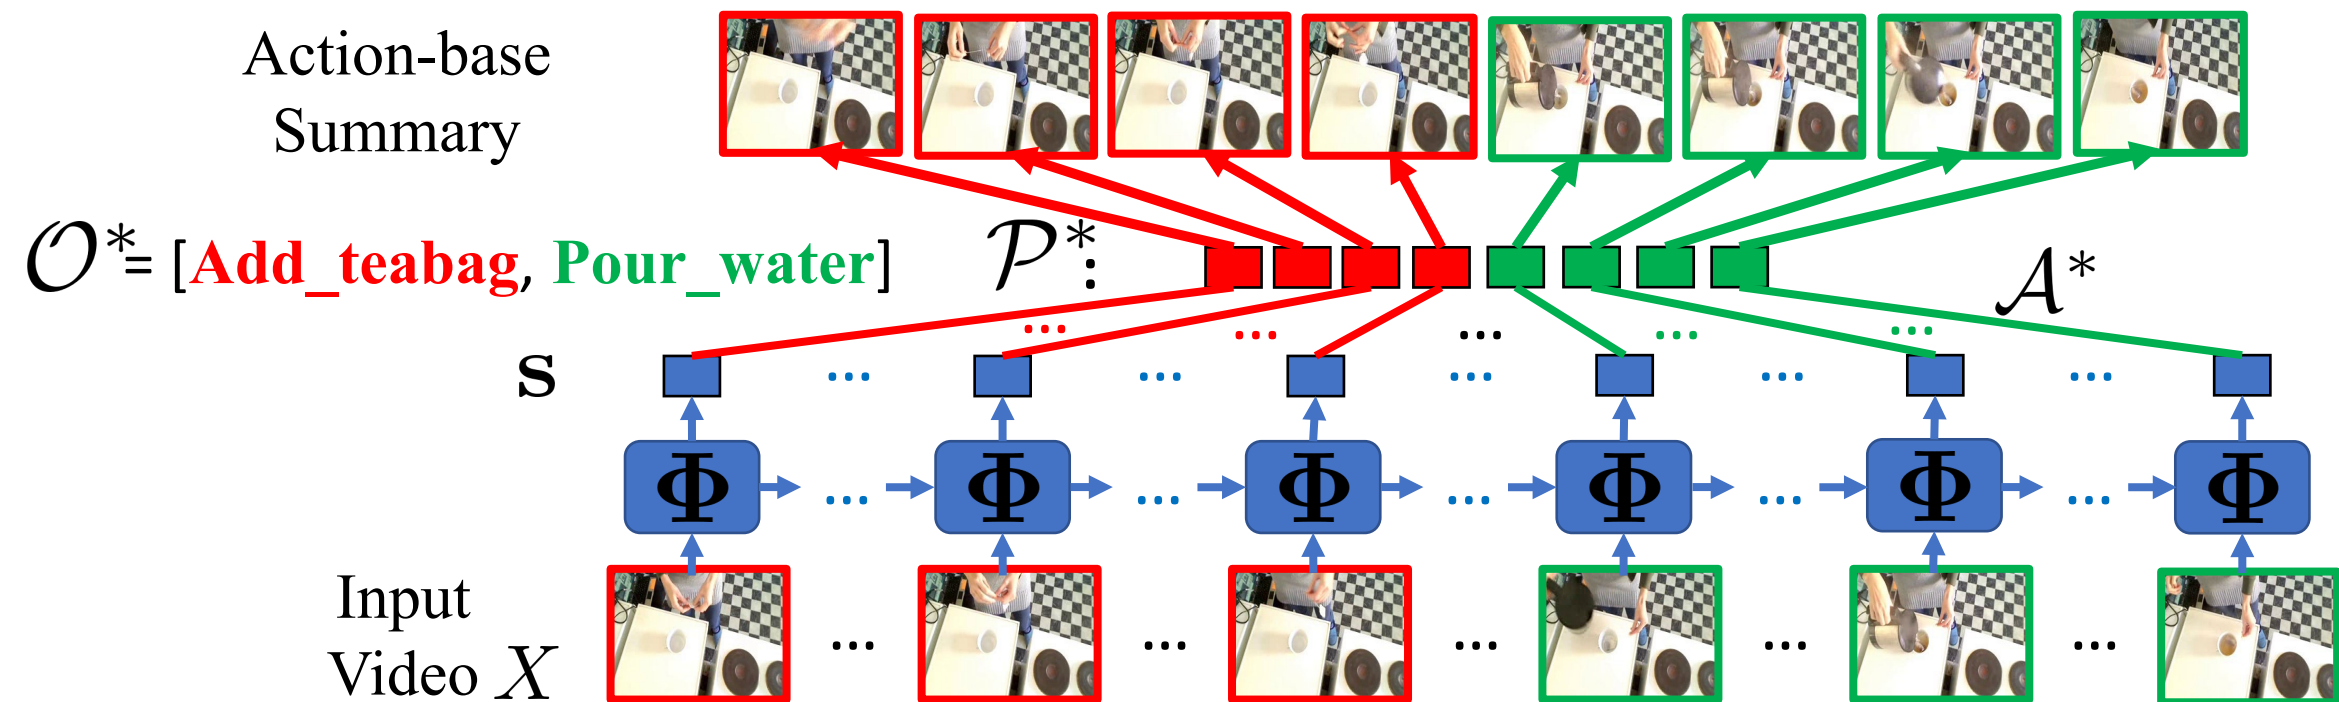 Action-base
Summary
𝒪* = [Add_teabag, Pour_water]
𝒫* :
𝒜*
... ... ... ... ...
s
... ... ... ... ...
Φ ... Φ ... Φ ... Φ ... Φ ... Φ
Input
Video X
... ... ... ... ...